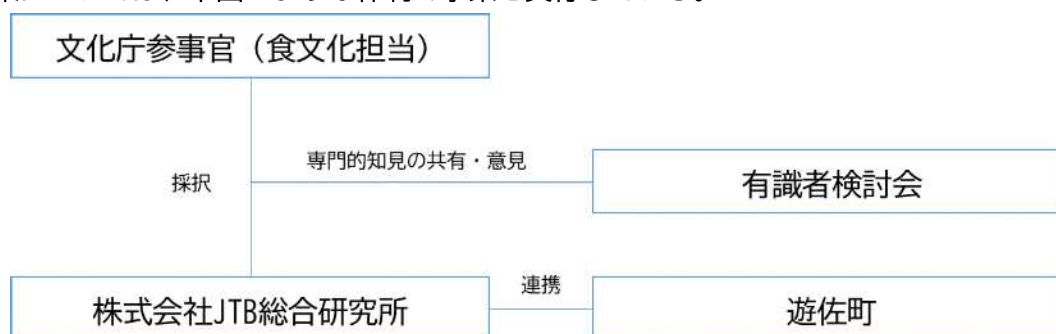 文化庁参事官（食文化担当）
専門的知見の共有・意見
採択
有識者検討会
連携
株式会社JTB総合研究所
遊佐町